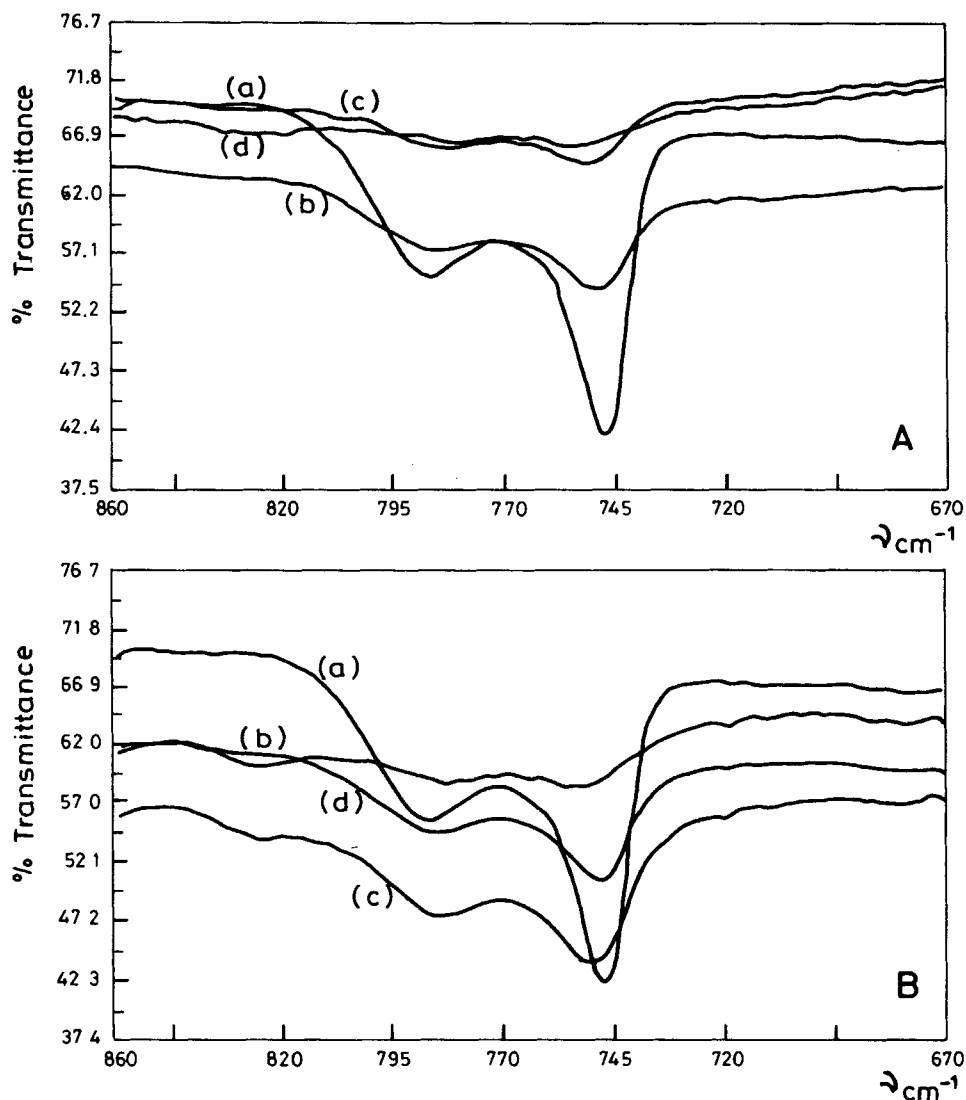 76.7
71.8
66.9
62.0
57.1
52.2
47.3
42.4
37.5
% Transmittance
(a)
(c)
(d)
(b)
A
860 820 795 770 745 720 670
ν cm⁻¹
76 7
71.8
66.9
62.0
57.0
52 1
47.2
42.3
37 4
% Transmittance
(a)
(b)
(d)
(c)
B
860 820 795 770 745 720 670
ν cm⁻¹